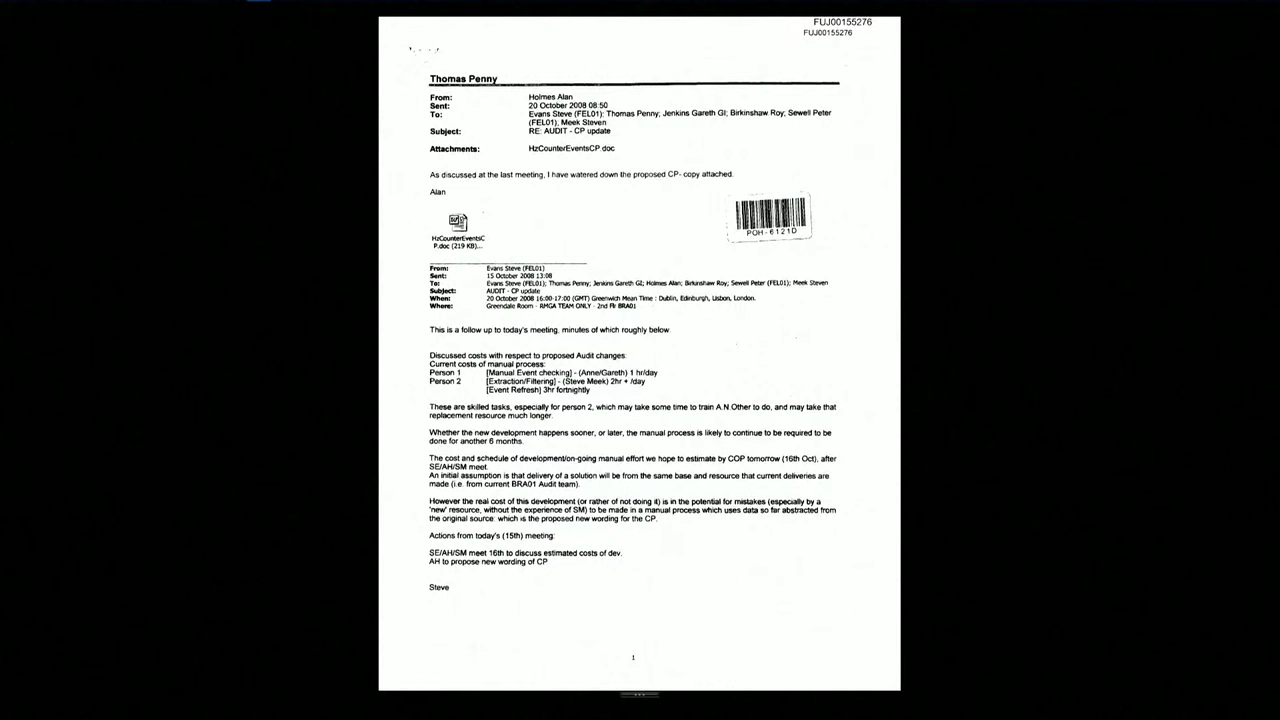 FUJ00155276
FUJ00155276
Thomas Penny
From: Holmes Alan
Sent: 20 October 2008 08:50
To: Evans Steve (FEL01); Thomas Penny; Jenkins Gareth GI; Birkinshaw Roy; Sewell Peter
(FEL01); Meek Steven
Subject: RE: AUDIT - CP update
Attachments: HzCounterEventsCP.doc
As discussed at the last meeting, I have watered down the proposed CP- copy attached.
Alan
POH-6121D
HzCounterEventsC
P.doc (219 KB)...
From: Evans Steve (FEL01)
Sent: 15 October 2008 13:08
To: Evans Steve (FEL01); Thomas Penny; Jenkins Gareth GI; Holmes Alan; Birkinshaw Roy; Sewell Peter (FEL01); Meek Steven
Subject: AUDIT - CP update
When: 20 October 2008 16:00-17:00 (GMT) Greenwich Mean Time : Dublin, Edinburgh, Lisbon, London.
Where: Greendale Room - RMGA TEAM ONLY - 2nd Flr BRA01
This is a follow up to today's meeting, minutes of which roughly below
Discussed costs with respect to proposed Audit changes:
Current costs of manual process:
Person 1 [Manual Event checking] - (Anne/Gareth) 1 hr/day
Person 2 [Extraction/Filtering] - (Steve Meek) 2hr + /day
[Event Refresh] 3hr fortnightly
These are skilled tasks, especially for person 2, which may take some time to train A.N.Other to do, and may take that
replacement resource much longer.
Whether the new development happens sooner, or later, the manual process is likely to continue to be required to be
done for another 6 months.
The cost and schedule of development/on-going manual effort we hope to estimate by COP tomorrow (16th Oct), after
SE/AH/SM meet.
An initial assumption is that delivery of a solution will be from the same base and resource that current deliveries are
made (i.e. from current BRA01 Audit team).
However the real cost of this development (or rather of not doing it) is in the potential for mistakes (especially by a
'new' resource, without the experience of SM) to be made in a manual process which uses data so far abstracted from
the original source: which is the proposed new wording for the CP.
Actions from today's (15th) meeting:
SE/AH/SM meet 16th to discuss estimated costs of dev.
AH to propose new wording of CP
Steve
1